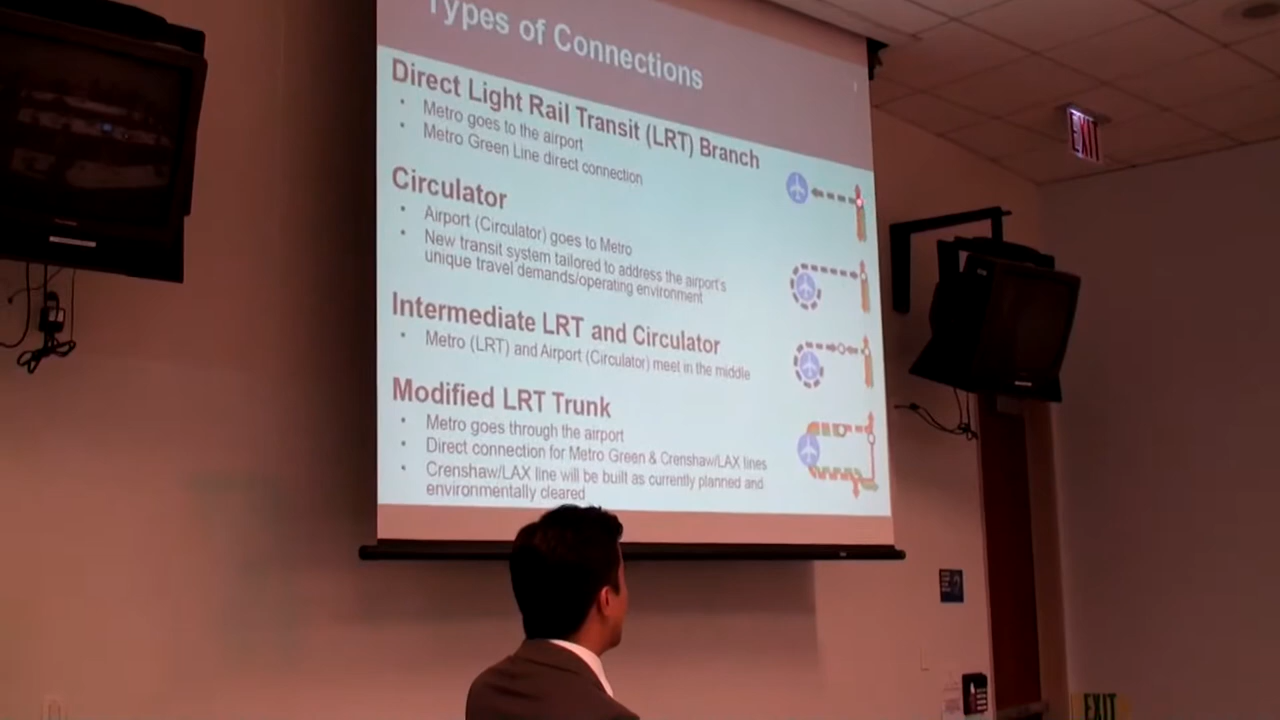 Types of Connections
Direct Light Rail Transit (LRT) Branch
• Metro goes to the airport
• Metro Green Line direct connection
Circulator
• Airport (Circulator) goes to Metro
• New transit system tailored to address the airport's
unique travel demands/operating environment
Intermediate LRT and Circulator
• Metro (LRT) and Airport (Circulator) meet in the middle
Modified LRT Trunk
• Metro goes through the airport
• Direct connection for Metro Green & Crenshaw/LAX lines
• Crenshaw/LAX line will be built as currently planned and
environmentally cleared
EXIT
EXIT